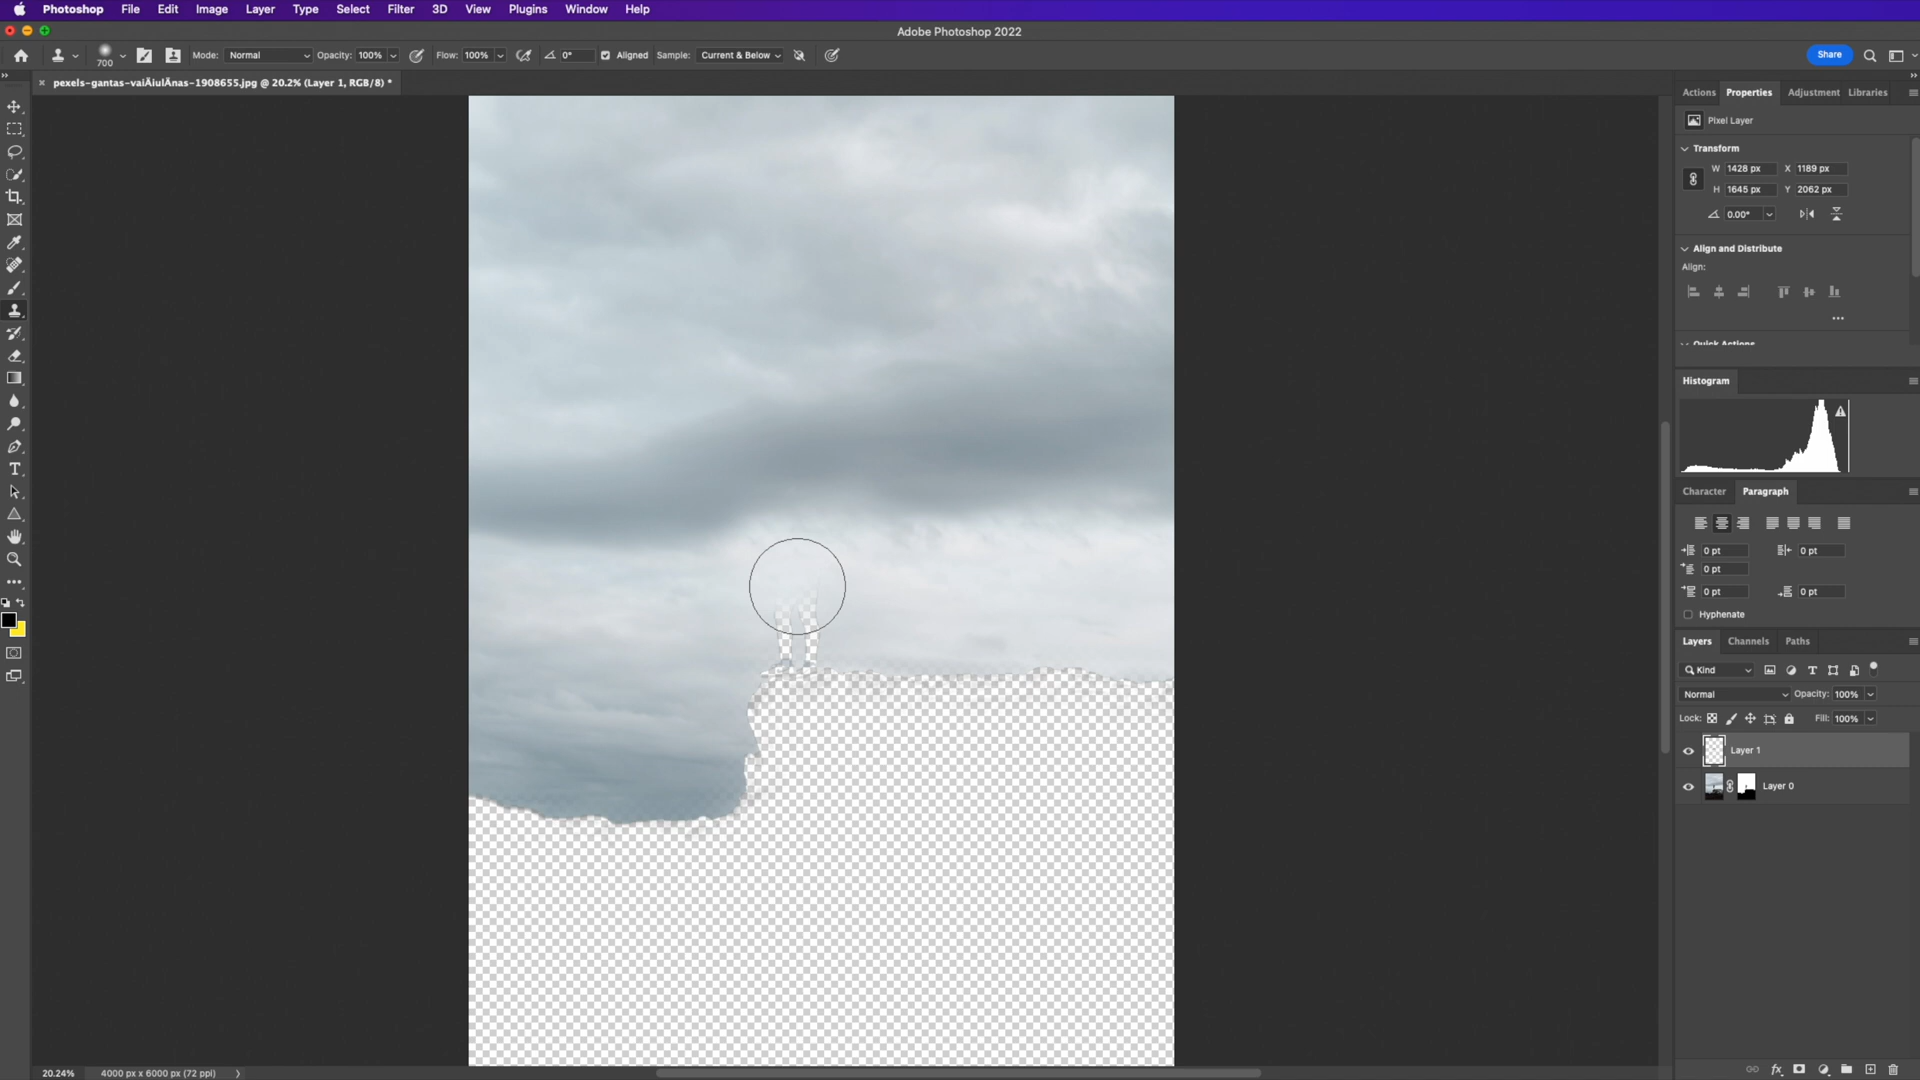 Photoshop File Edit Image Layer Type Select Filter 3D View Plugins Window Help
Adobe Photoshop 2022
700 Mode: Normal Opacity: 100% Flow: 100% 0° Aligned Sample: Current & Below Share
pexels-gantas-vaiÄiulÄnas-1908655.jpg @ 20.2% (Layer 1, RGB/8) *
Actions Properties Adjustment Libraries
Pixel Layer
Transform
W 1428 px X 1189 px
H 1645 px Y 2062 px
0.00°
Align and Distribute
Align:
Quick Actions
Histogram
Character Paragraph
0 pt 0 pt
0 pt
0 pt 0 pt
Hyphenate
Layers Channels Paths
Kind
Normal Opacity: 100%
Lock: Fill: 100%
Layer 1
Layer 0
20.24% 4000 px x 6000 px (72 ppi)